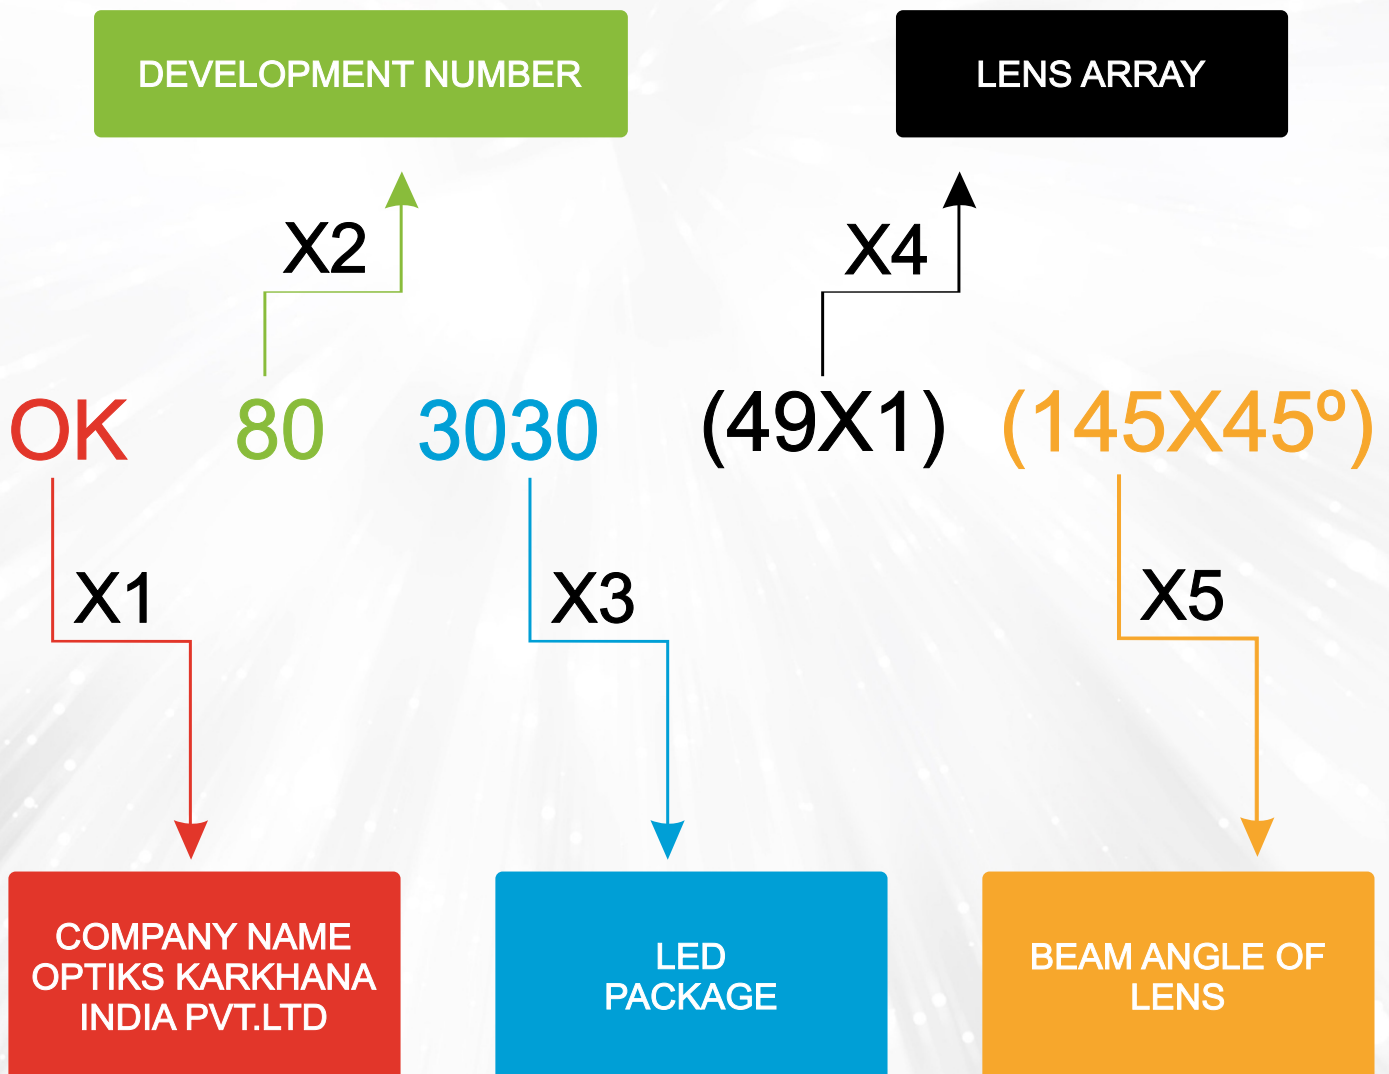 DEVELOPMENT NUMBER
LENS ARRAY
X2
X4
OK 80 3030 (49X1) (145X45º)
X1
X3
X5
COMPANY NAME
OPTIKS KARKHANA
INDIA PVT.LTD
LED
PACKAGE
BEAM ANGLE OF
LENS